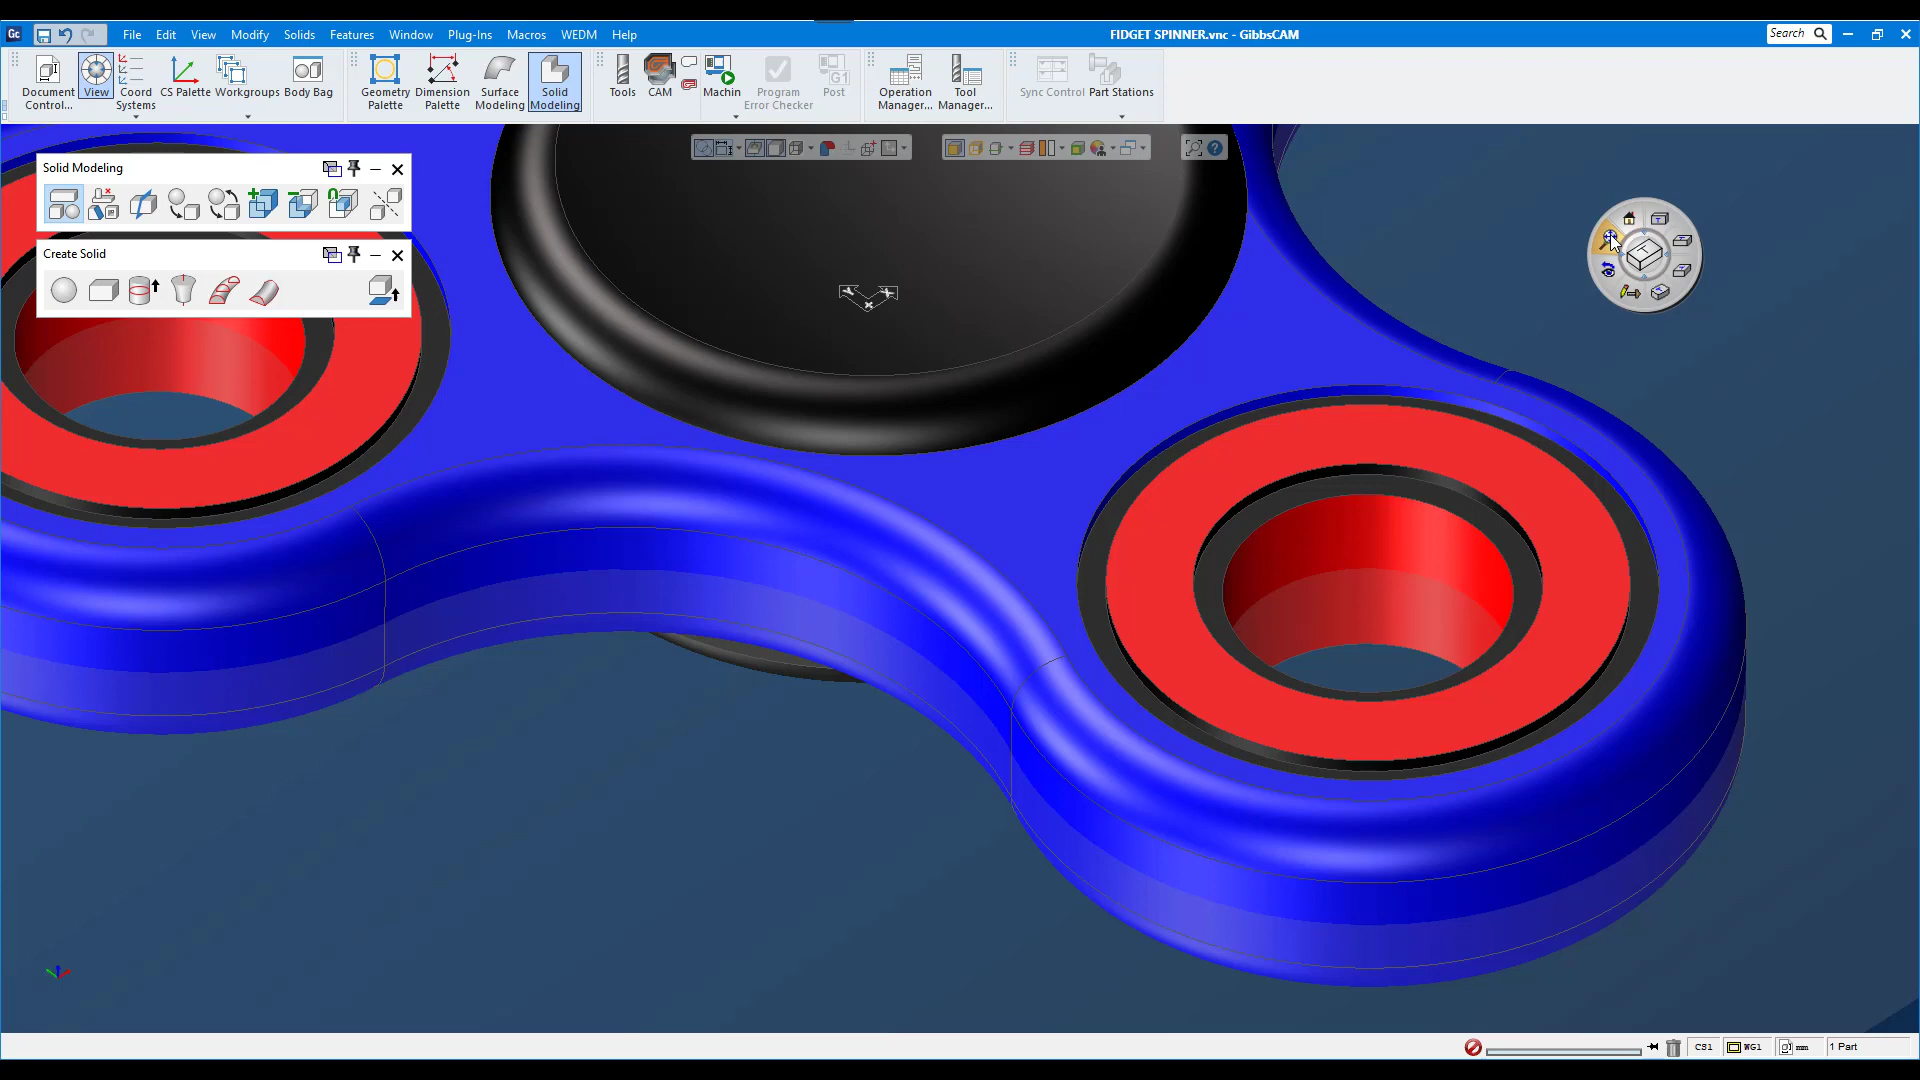 Gc
File Edit View Modify Solids Features Window Plug-Ins Macros WEDM Help
FIDGET SPINNER.vnc - GibbsCAM
Search
Document Control...
View
Coord Systems
CS Palette
Workgroups
Body Bag
Geometry Palette
Dimension Palette
Surface Modeling
Solid Modeling
Tools
CAM
Machin
Program Error Checker
G1
Post
Operation Manager...
Tool Manager...
Sync Control
Part Stations
Solid Modeling
Create Solid
CS1
WG1
mm
1 Part